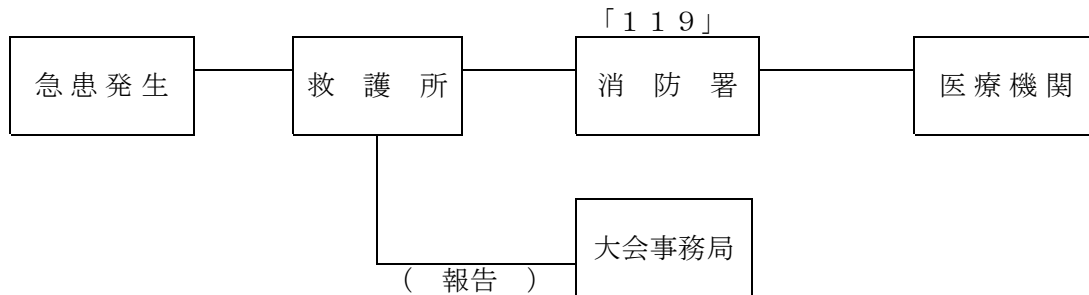 「１１９」
急患発生
救護所
消防署
医療機関
大会事務局
（　報告　）